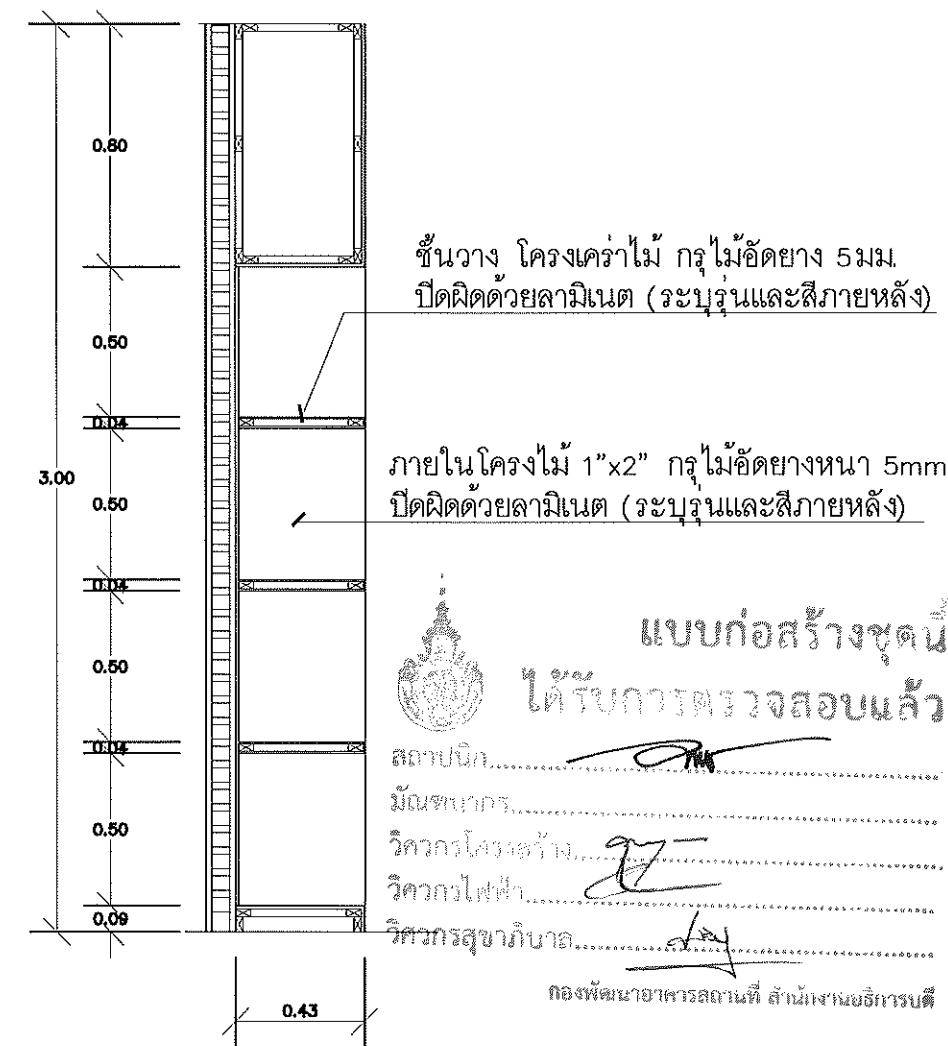 0.80
ชั้นวาง โครงเคร่าไม้ กรุไม้อัดยาง 5มม.
ปิดผิดด้วยลามิเนต (ระบุรุ่นและสีภายหลัง)
0.50
0.04
3.00
ภายในโครงไม้ 1"x2" กรุไม้อัดยางหนา 5mm
ปิดผิดด้วยลามิเนต (ระบุรุ่นและสีภายหลัง)
0.50
0.04
แบบก่อสร้างชุดนี้
ได้รับการตรวจสอบแล้ว
0.50
0.04
สถาปนิก
มัณฑนากร
0.50
วิศวกรโครงสร้าง
วิศวกรไฟฟ้า
0.09
วิศวกรสุขาภิบาล
กองพัฒนาอาคารสถานที่ สำนักงานอธิการบดี
0.43